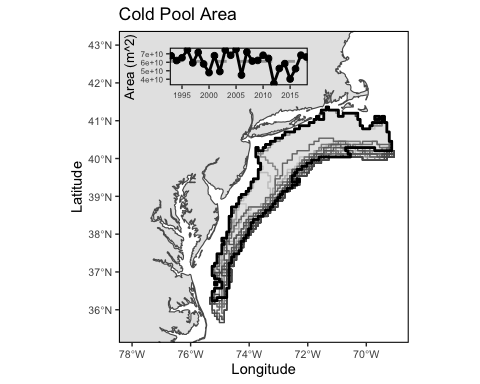 Cold Pool Area
Area (m^2)
7e+10
6e+10
5e+10
4e+10
1995 2000 2005 2010 2015
Latitude
43°N
42°N
41°N
40°N
39°N
38°N
37°N
36°N
78°W 76°W 74°W 72°W 70°W
Longitude